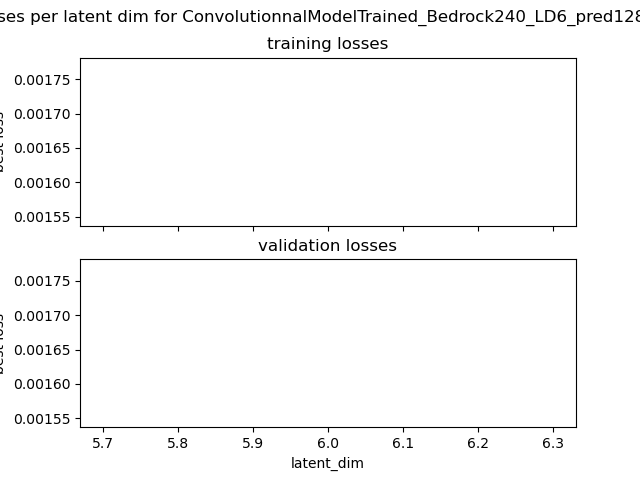 ses per latent dim for ConvolutionnalModelTrained_Bedrock240_LD6_pred128
training losses
0.00175
0.00170
0.00165
0.00160
0.00155
best loss
validation losses
0.00175
0.00170
0.00165
0.00160
0.00155
best loss
5.7 5.8 5.9 6.0 6.1 6.2 6.3
latent_dim